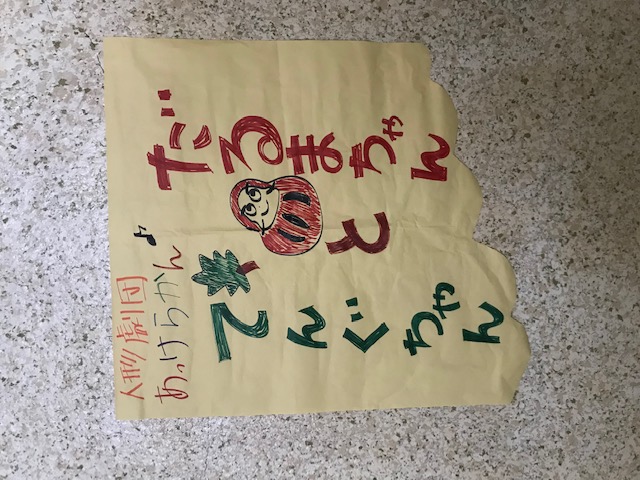 人形劇団
あっけらかん♪
だるまちゃん
と
てんぐちゃん